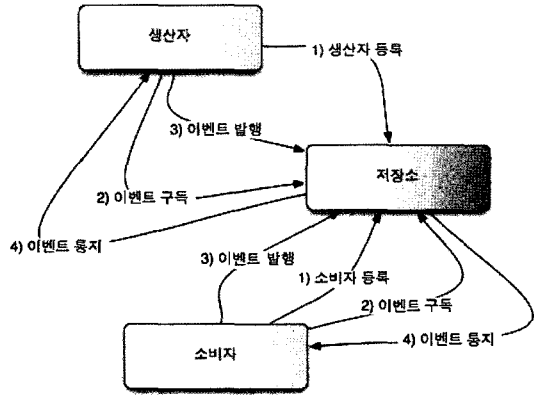 생산자
1) 생산자 등록
3) 이벤트 발행
저장소
2) 이벤트 구독
4) 이벤트 통지
3) 이벤트 발행
1) 소비자 등록
2) 이벤트 구독
4) 이벤트 통지
소비자